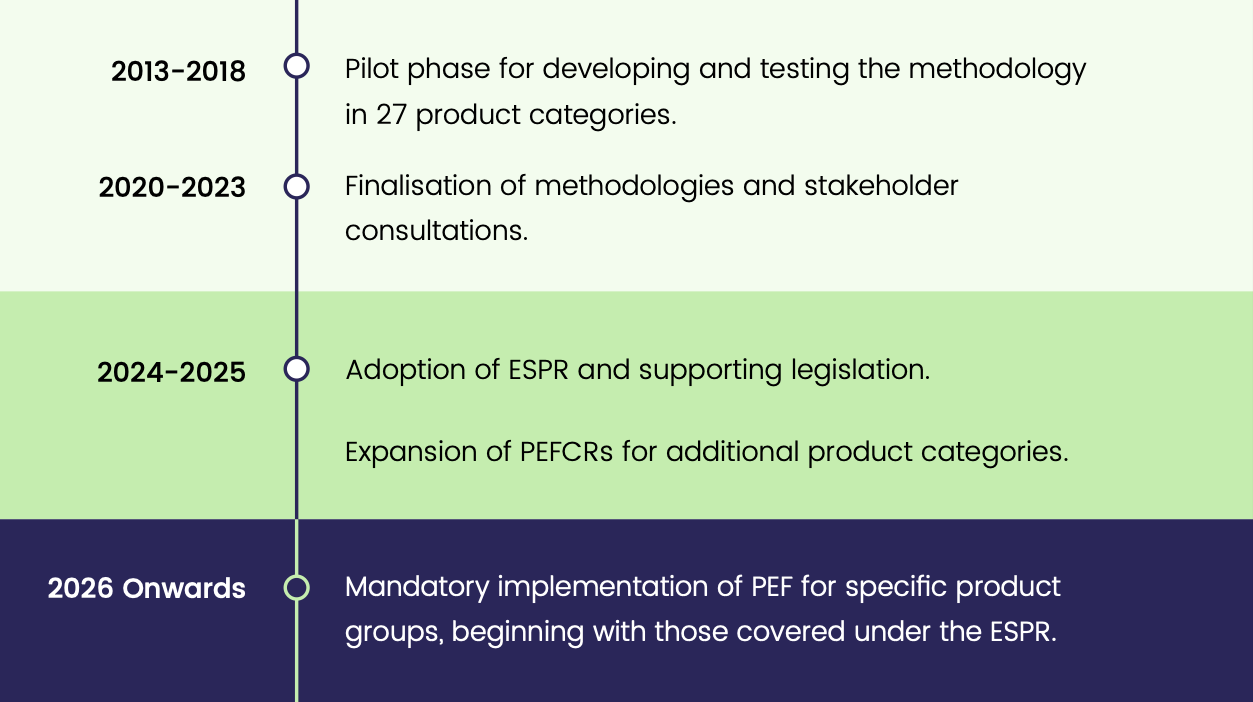 2013-2018
Pilot phase for developing and testing the methodology
in 27 product categories.
2020-2023
Finalisation of methodologies and stakeholder
consultations.
2024-2025
Adoption of ESPR and supporting legislation.
Expansion of PEFCRs for additional product categories.
2026 Onwards
Mandatory implementation of PEF for specific product
groups, beginning with those covered under the ESPR.